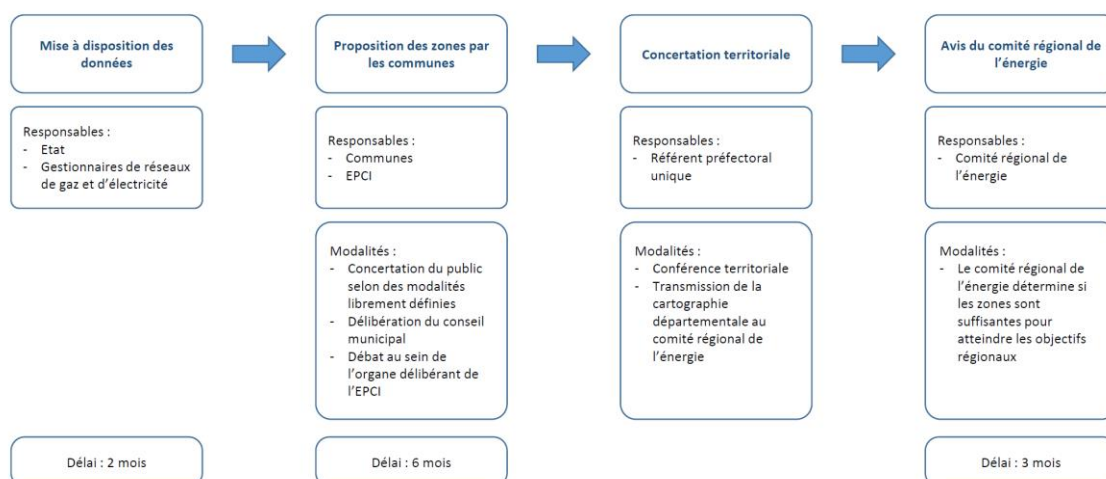 Mise à disposition des
données
Proposition des zones par
les communes
Concertation territoriale
Avis du comité régional de
l’énergie
Responsables :
- Etat
- Gestionnaires de réseaux
de gaz et d’électricité
Responsables :
- Communes
- EPCI
Responsables :
- Référent préfectoral
unique
Responsables :
- Comité régional de
l’énergie
Modalités :
- Concertation du public
selon des modalités
librement définies
- Délibération du conseil
municipal
- Débat au sein de
l’organe délibérant de
l’EPCI
Modalités :
- Conférence territoriale
- Transmission de la
cartographie
départementale au
comité régional de
l’énergie
Modalités :
- Le comité régional de
l’énergie détermine si
les zones sont
suffisantes pour
atteindre les objectifs
régionaux
Délai : 2 mois
Délai : 6 mois
Délai : 3 mois